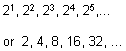 2¹, 2², 2³, 2⁴, 2⁵,...
or 2, 4, 8, 16, 32, ...